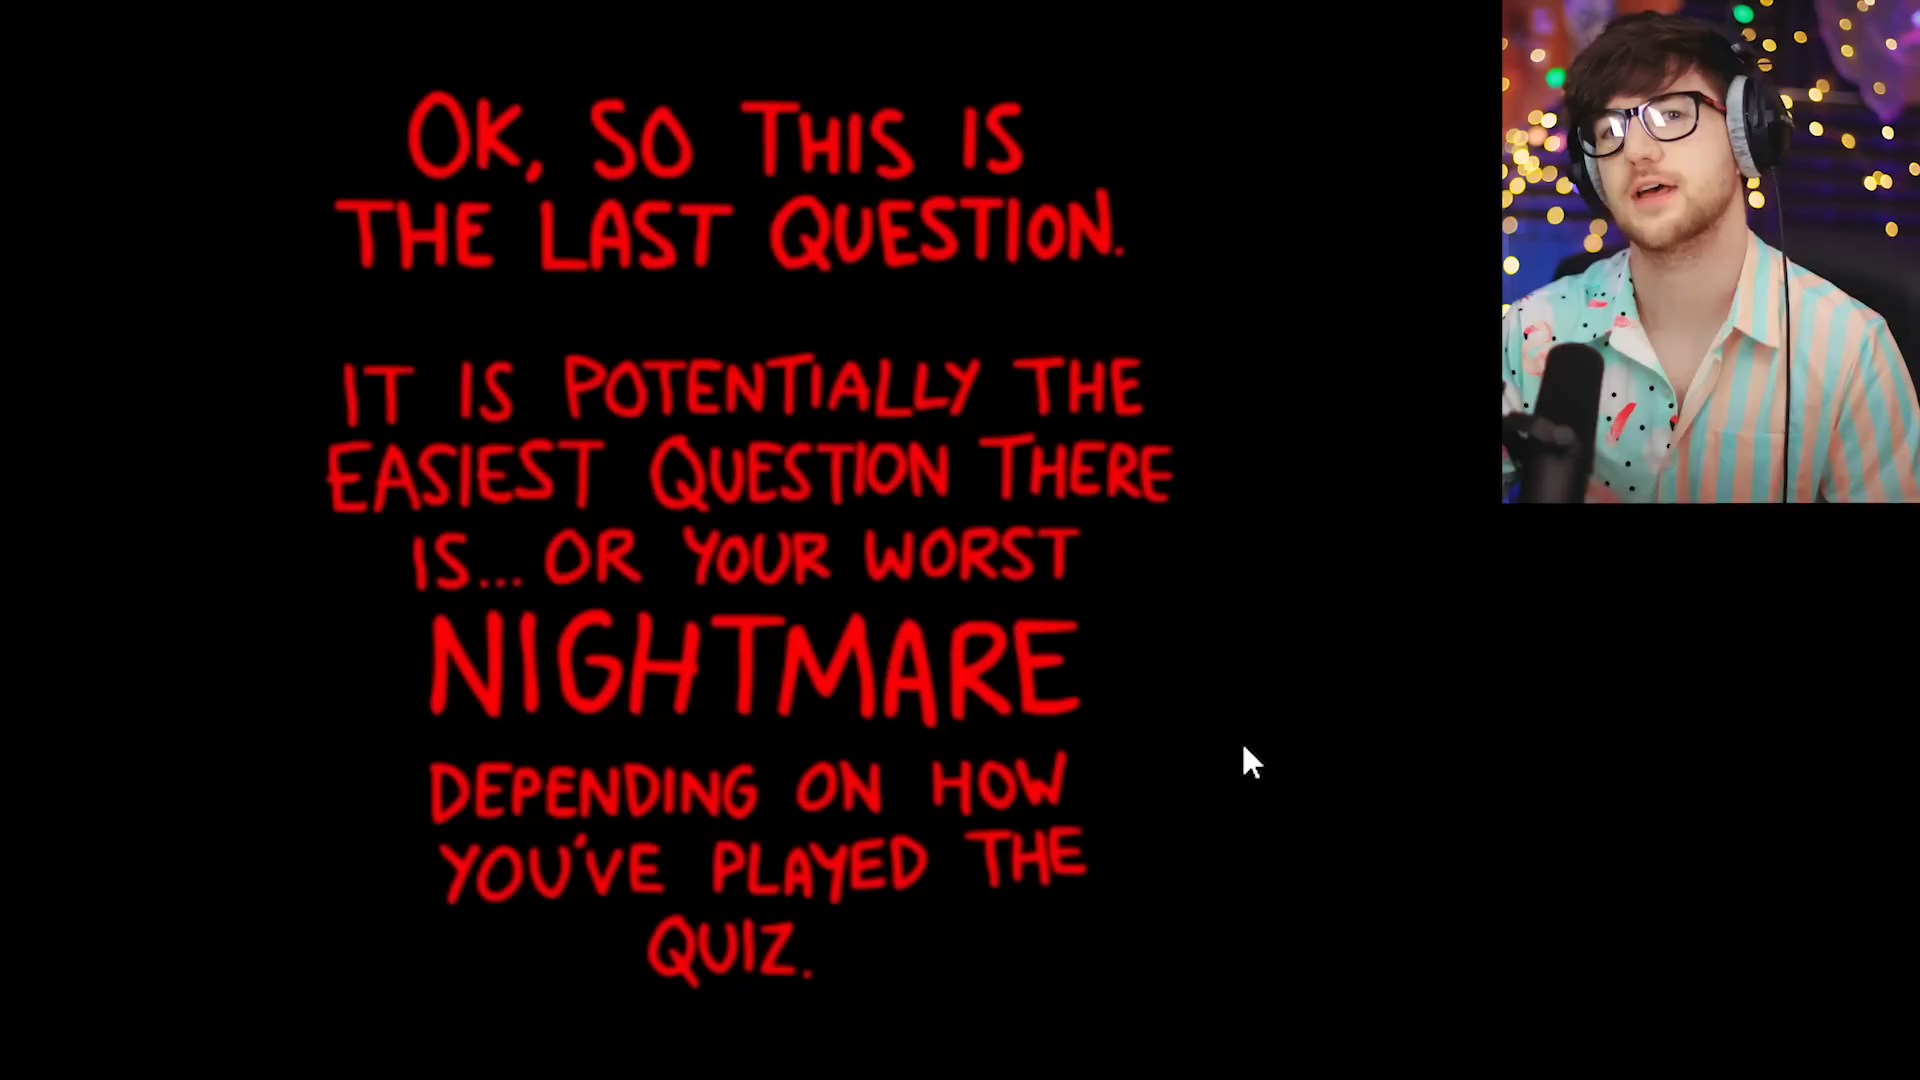 OK, SO THIS IS
THE LAST QUESTION.
IT IS POTENTIALLY THE
EASIEST QUESTION THERE
IS... OR YOUR WORST
NIGHTMARE
DEPENDING ON HOW
YOU'VE PLAYED THE
QUIZ.